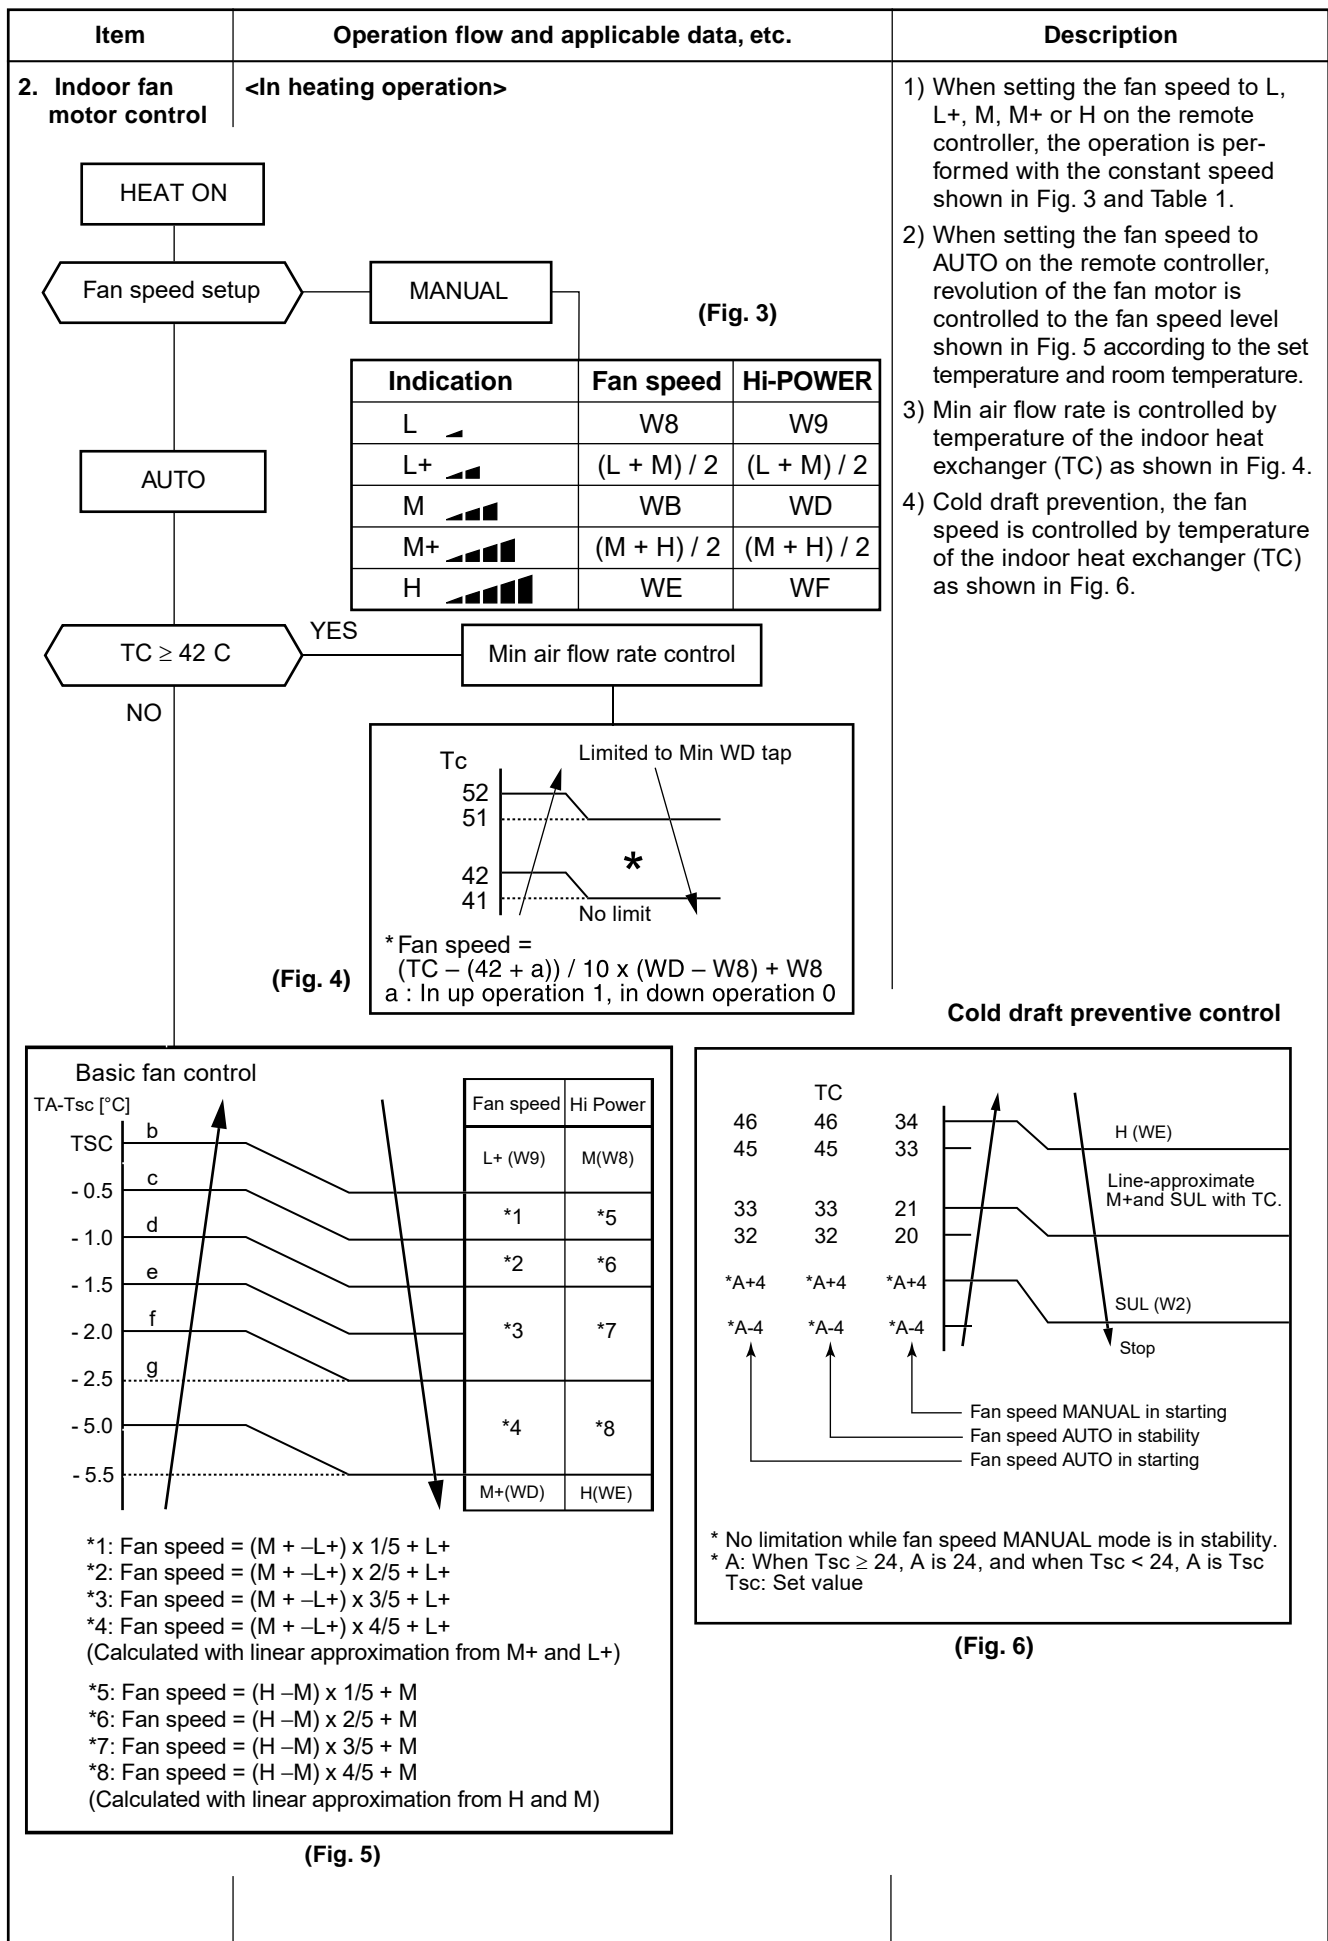 Item
Operation flow and applicable data, etc.
Description
2. Indoor fan
motor control
<In heating operation>
HEAT ON
Fan speed setup
MANUAL
(Fig. 3)
AUTO
Indication Fan speed Hi-POWER
L W8 W9
L+ (L + M) / 2 (L + M) / 2
M WB WD
M+ (M + H) / 2 (M + H) / 2
H WE WF
TC ≥ 42 C
YES
Min air flow rate control
NO
Tc
Limited to Min WD tap
52
51
42
41
*
No limit
* Fan speed =
(TC – (42 + a)) / 10 x (WD – W8) + W8
a : In up operation 1, in down operation 0
(Fig. 4)
1) When setting the fan speed to L,
L+, M, M+ or H on the remote
controller, the operation is per-
formed with the constant speed
shown in Fig. 3 and Table 1.
2) When setting the fan speed to
AUTO on the remote controller,
revolution of the fan motor is
controlled to the fan speed level
shown in Fig. 5 according to the set
temperature and room temperature.
3) Min air flow rate is controlled by
temperature of the indoor heat
exchanger (TC) as shown in Fig. 4.
4) Cold draft prevention, the fan
speed is controlled by temperature
of the indoor heat exchanger (TC)
as shown in Fig. 6.
Basic fan control
TA-Tsc [°C]
TSC b
- 0.5 c
- 1.0 d
- 1.5 e
- 2.0 f
- 2.5 g
- 5.0
- 5.5
Fan speed Hi Power
L+ (W9) M(W8)
*1 *5
*2 *6
*3 *7
*4 *8
M+(WD) H(WE)
*1: Fan speed = (M + –L+) x 1/5 + L+
*2: Fan speed = (M + –L+) x 2/5 + L+
*3: Fan speed = (M + –L+) x 3/5 + L+
*4: Fan speed = (M + –L+) x 4/5 + L+
(Calculated with linear approximation from M+ and L+)
*5: Fan speed = (H –M) x 1/5 + M
*6: Fan speed = (H –M) x 2/5 + M
*7: Fan speed = (H –M) x 3/5 + M
*8: Fan speed = (H –M) x 4/5 + M
(Calculated with linear approximation from H and M)
(Fig. 5)
Cold draft preventive control
TC
46 46 34
45 45 33
33 33 21
32 32 20
*A+4 *A+4 *A+4
*A-4 *A-4 *A-4
H (WE)
Line-approximate
M+and SUL with TC.
SUL (W2)
Stop
Fan speed MANUAL in starting
Fan speed AUTO in stability
Fan speed AUTO in starting
* No limitation while fan speed MANUAL mode is in stability.
* A: When Tsc ≥ 24, A is 24, and when Tsc < 24, A is Tsc
Tsc: Set value
(Fig. 6)